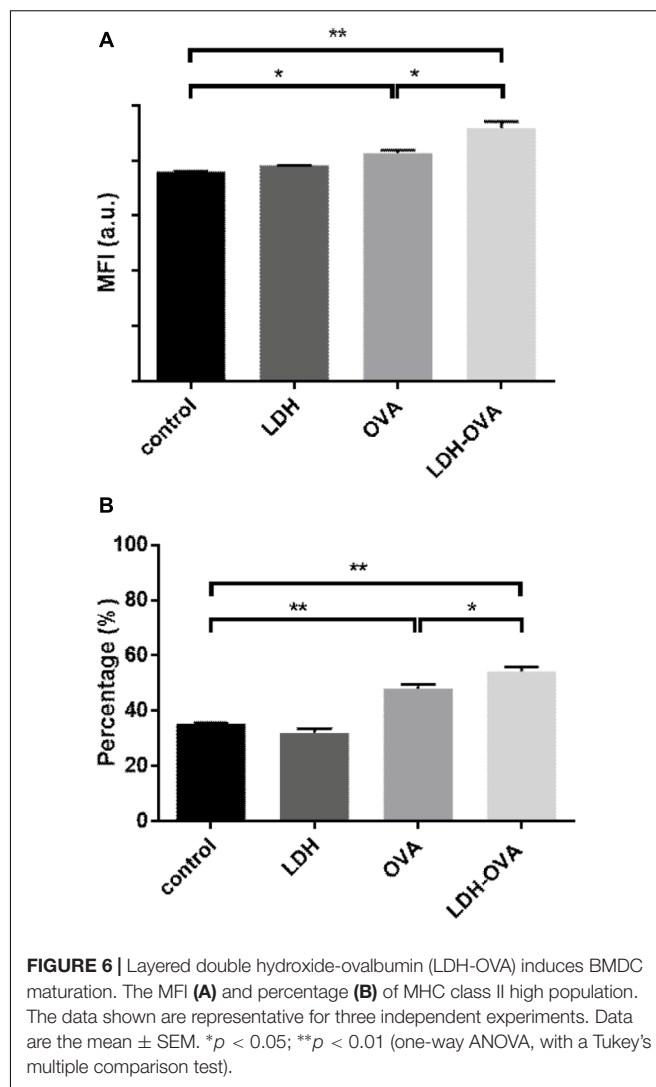 A
**
*
*
MFI (a.u.)
control
LDH
OVA
LDH-OVA
B
100
80
60
40
20
0
Percentage (%)
**
**
*
control
LDH
OVA
LDH-OVA
FIGURE 6 | Layered double hydroxide-ovalbumin (LDH-OVA) induces BMDC
maturation. The MFI (A) and percentage (B) of MHC class II high population.
The data shown are representative for three independent experiments. Data
are the mean ± SEM. *p < 0.05; **p < 0.01 (one-way ANOVA, with a Tukey's
multiple comparison test).